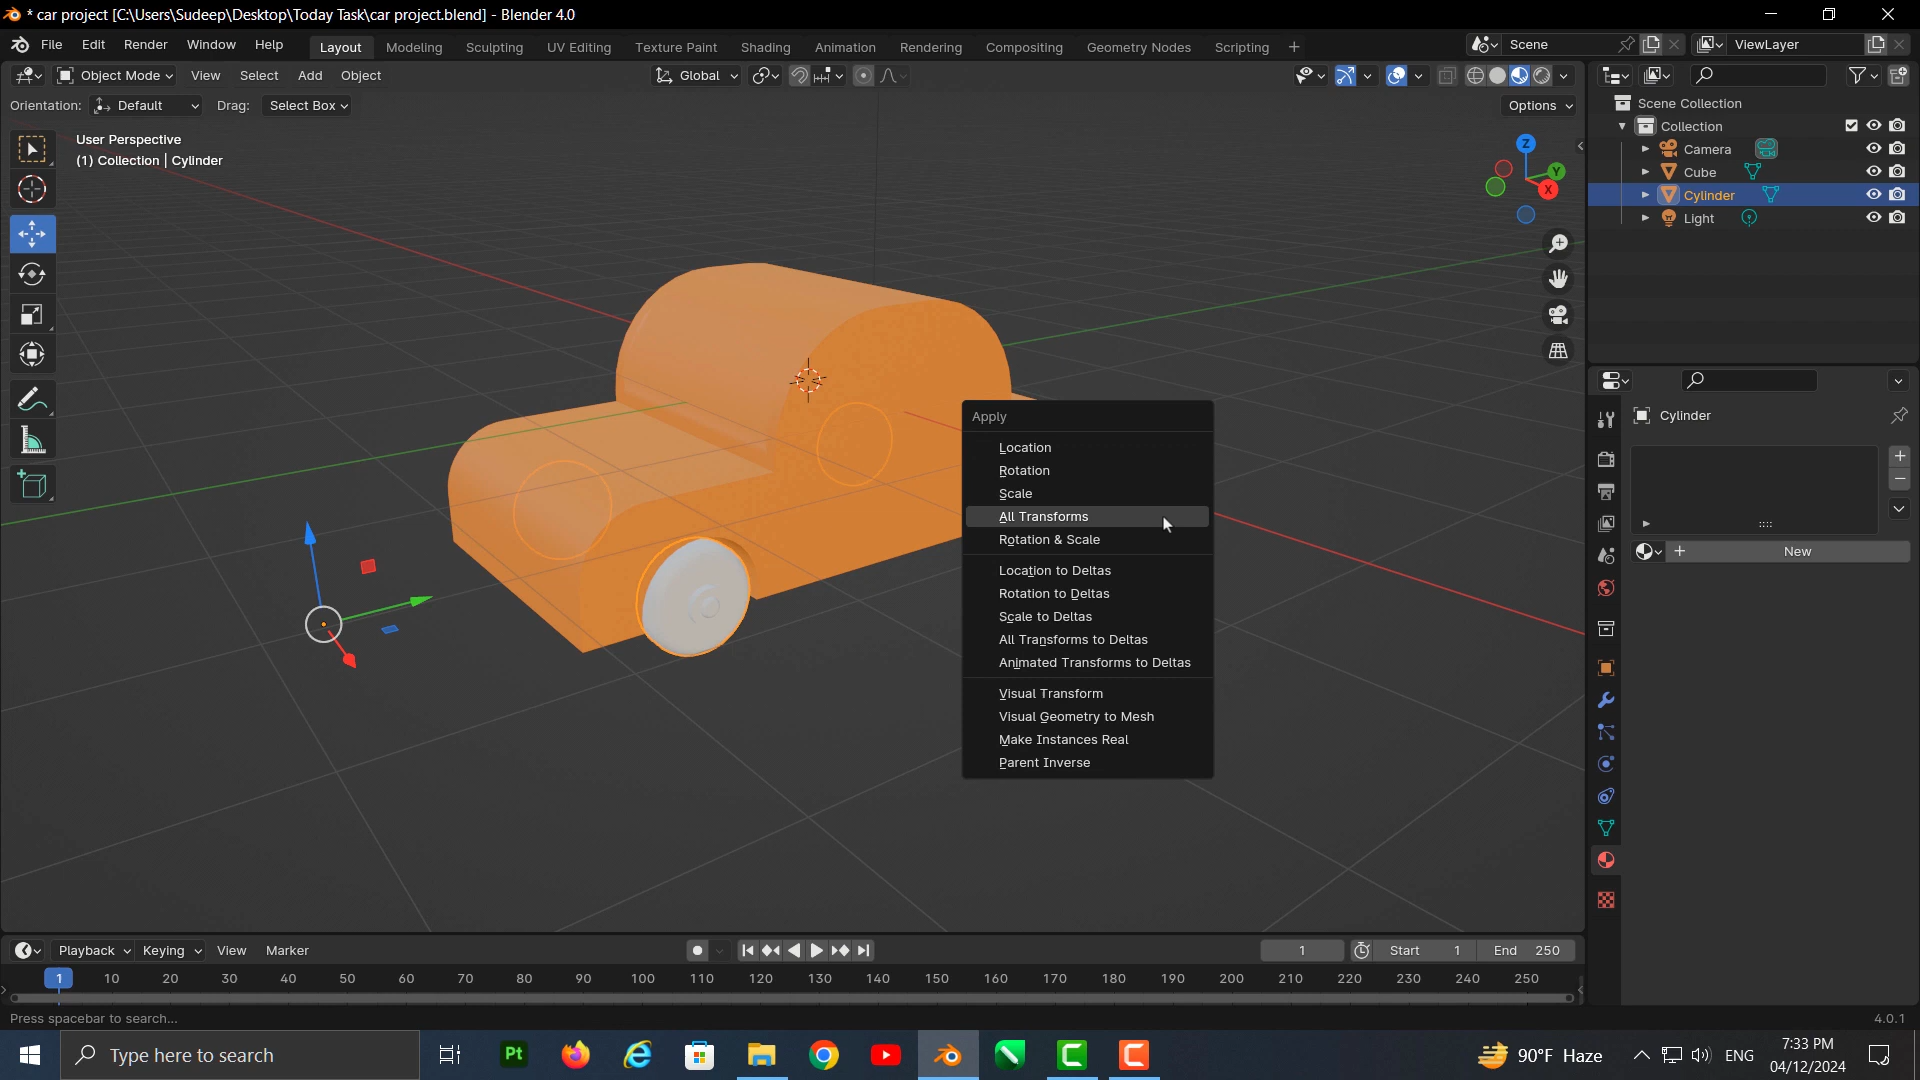 * car project [C:\Users\Sudeep\Desktop\Today Task\car project.blend] - Blender 4.0
File Edit Render Window Help Layout Modeling Sculpting UV Editing Texture Paint Shading Animation Rendering Compositing Geometry Nodes Scripting + Scene ViewLayer
Object Mode View Select Add Object Global
Orientation: Default Drag: Select Box Options
User Perspective
(1) Collection | Cylinder
Z
Y
X
Scene Collection
Collection
Camera
Cube
Cylinder
Light
Apply
Location
Rotation
Scale
All Transforms
Rotation & Scale
Location to Deltas
Rotation to Deltas
Scale to Deltas
All Transforms to Deltas
Animated Transforms to Deltas
Visual Transform
Visual Geometry to Mesh
Make Instances Real
Parent Inverse
Cylinder
New
Playback Keying View Marker 1 Start 1 End 250
1 10 20 30 40 50 60 70 80 90 100 110 120 130 140 150 160 170 180 190 200 210 220 230 240 250
Press spacebar to search... 4.0.1
Type here to search Pt 90°F Haze ENG 7:33 PM
04/12/2024